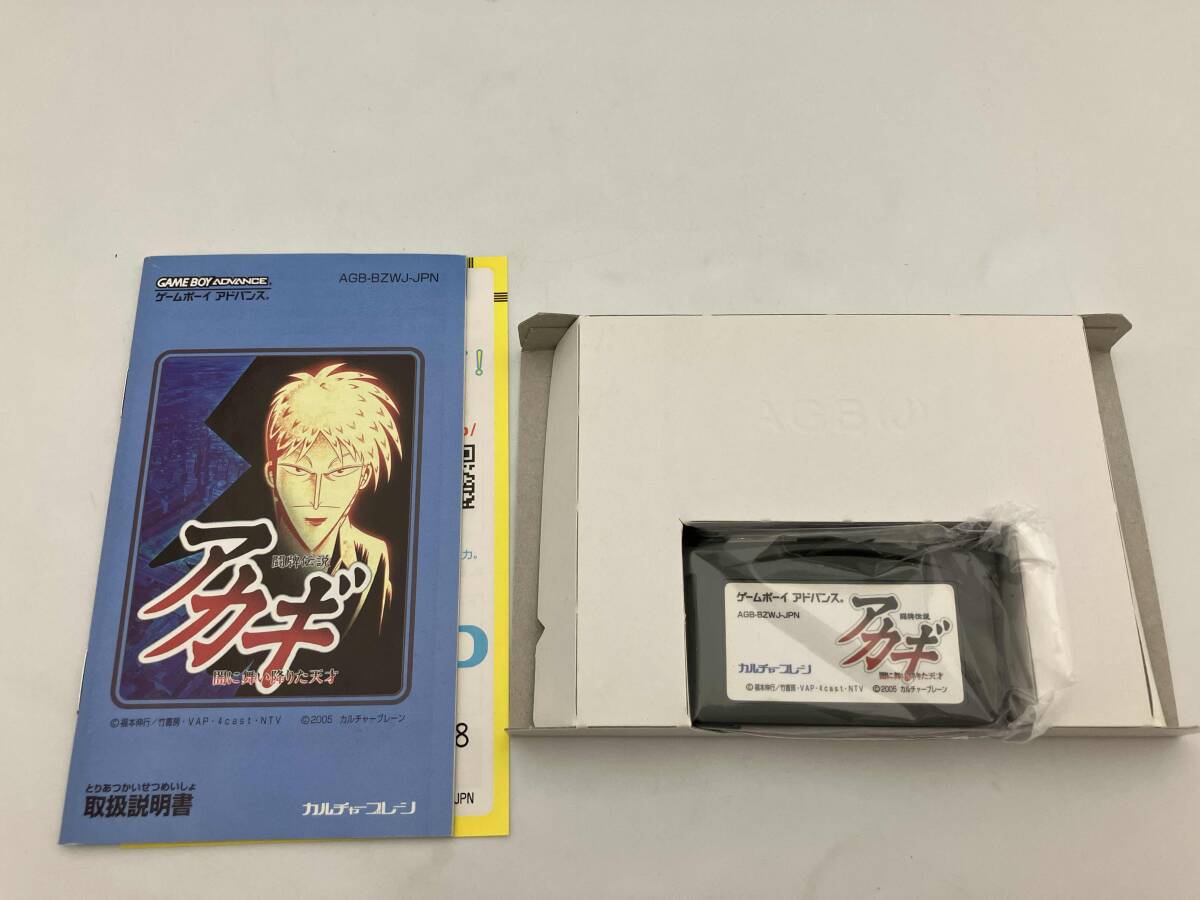 GAME BOY ADVANCE
ゲームボーイ アドバンス®
AGB-BZWJ-JPN
闘牌伝説
アカギ
闇に舞い降りた天才
©福本伸行/竹書房・VAP・4cast・NTV ©2005 カルチャーブレーン
とりあつかいせつめいしょ
取扱説明書
カルチャーブレーン
!
力。
8
JPN
ゲームボーイ アドバンス®
AGB-BZWJ-JPN
闘牌伝説
アカギ
闇に舞い降りた天才
カルチャーブレーン
©福本伸行/竹書房・VAP・4cast・NTV ©2005 カルチャーブレーン